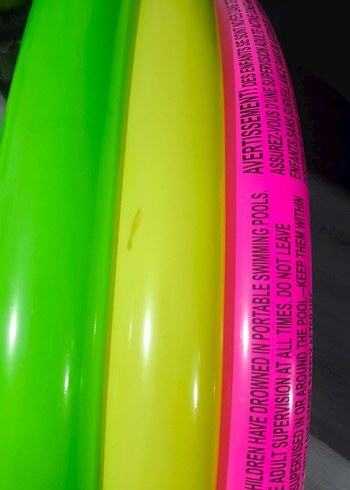 AVERTISSEMENT! DES ENFANTS SE SONT NOYÉS DANS
ASSUREZ-VOUS D'UNE SUPERVISION ADULTE ACTIVE
ENFANTS SANS SURVEILLANCE DANS
CHILDREN HAVE DROWNED IN PORTABLE SWIMMING POOLS.
E ADULT SUPERVISION AT ALL TIMES. DO NOT LEAVE
SUPERVISED IN OR AROUND THE POOL—KEEP THEM WITHIN